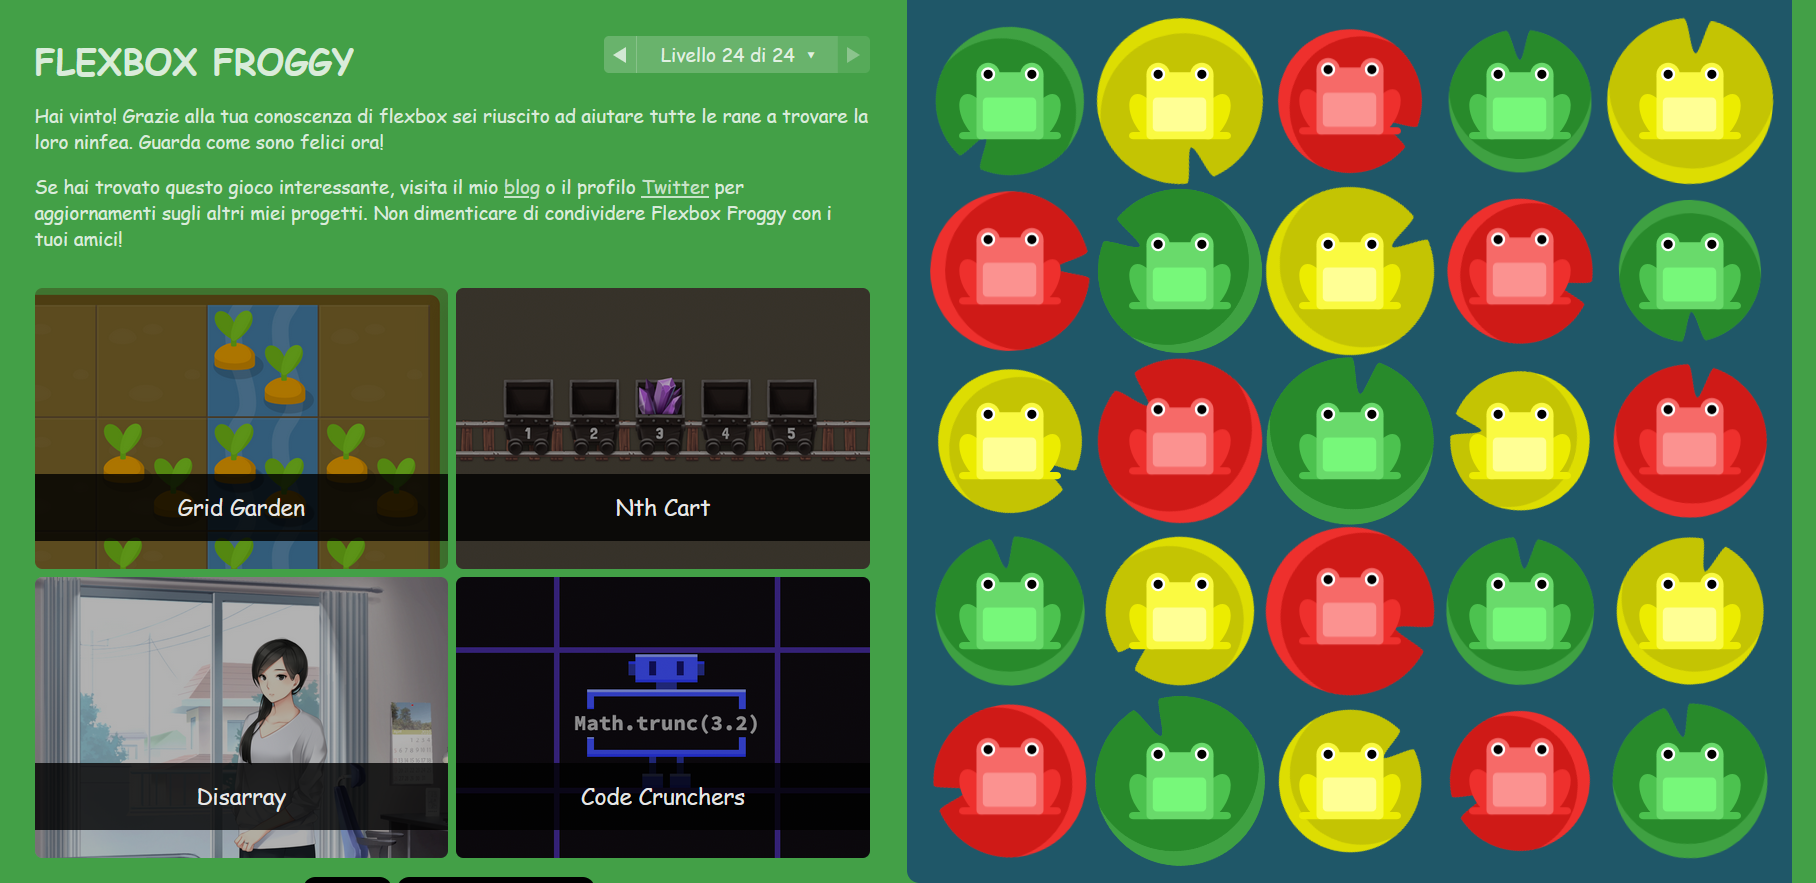 FLEXBOX FROGGY
Livello 24 di 24
Hai vinto! Grazie alla tua conoscenza di flexbox sei riuscito ad aiutare tutte le rane a trovare la
loro ninfea. Guarda come sono felici ora!
Se hai trovato questo gioco interessante, visita il mio blog o il profilo Twitter per
aggiornamenti sugli altri miei progetti. Non dimenticare di condividere Flexbox Froggy con i
tuoi amici!
1 2 3 4 5
Grid Garden
Nth Cart
Math.trunc(3.2)
Disarray
Code Crunchers